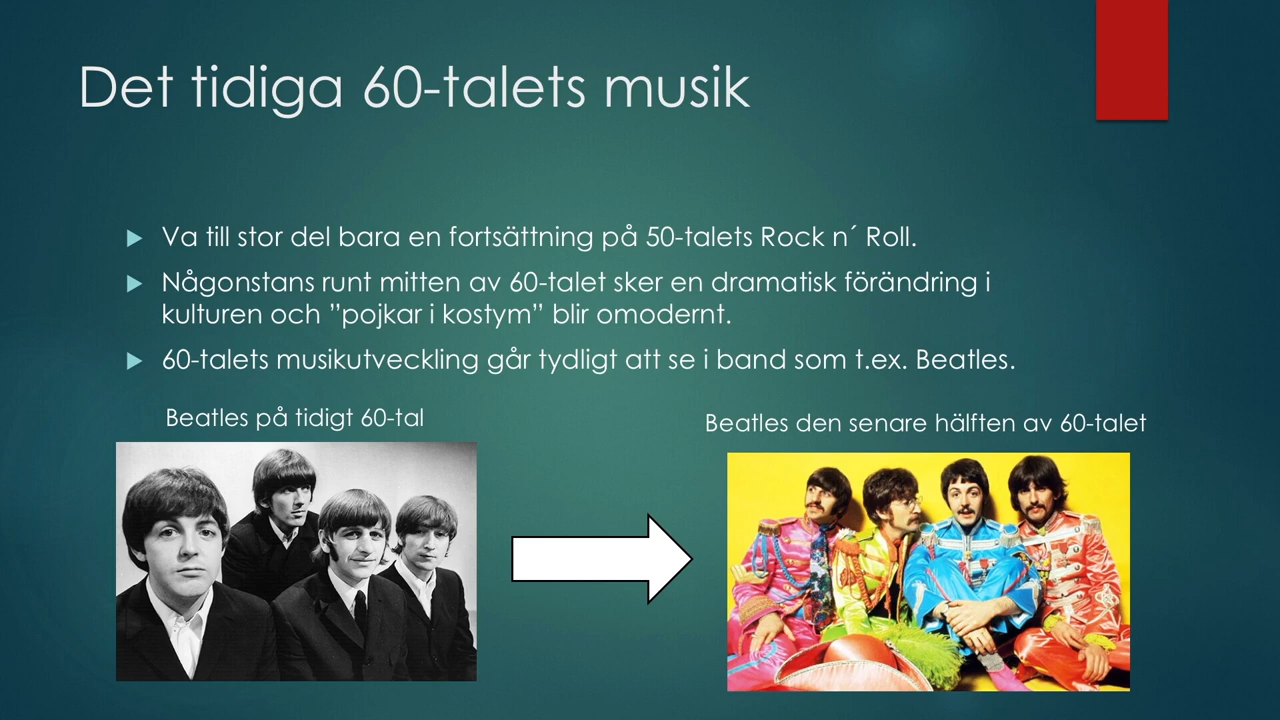 Det tidiga 60-talets musik
Va till stor del bara en fortsättning på 50-talets Rock n´ Roll.
Någonstans runt mitten av 60-talet sker en dramatisk förändring i
kulturen och ”pojkar i kostym” blir omodernt.
60-talets musikutveckling går tydligt att se i band som t.ex. Beatles.
Beatles på tidigt 60-tal
Beatles den senare hälften av 60-talet